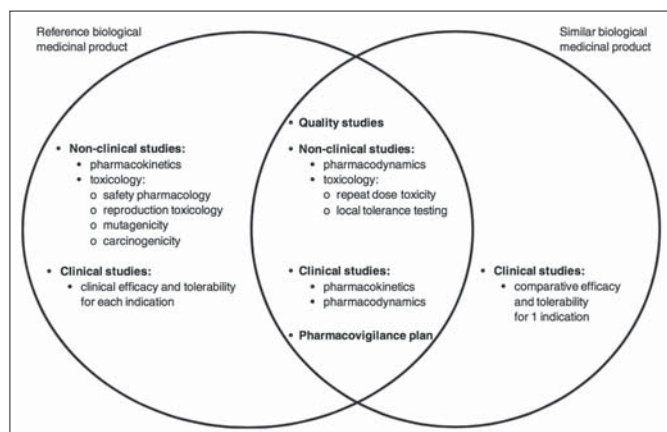 Reference biological
medicinal product
Similar biological
medicinal product
• Non-clinical studies:
• pharmacokinetics
• toxicology:
o safety pharmacology
o reproduction toxicology
o mutagenicity
o carcinogenicity
• Clinical studies:
• clinical efficacy and tolerability
for each indication
• Quality studies
• Non-clinical studies:
• pharmacodynamics
• toxicology:
o repeat dose toxicity
o local tolerance testing
• Clinical studies:
• pharmacokinetics
• pharmacodynamics
• Pharmacovigilance plan
• Clinical studies:
• comparative efficacy
and tolerability
for 1 indication